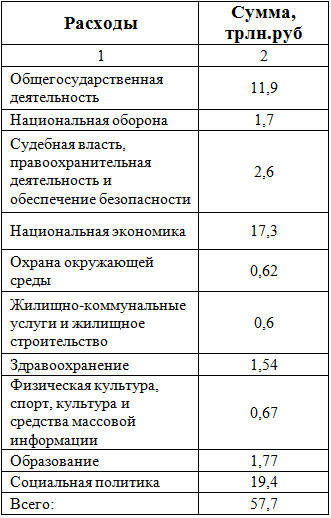 Расходы
Сумма,
трлн.руб
1
2
Общегосударственная
деятельность
11,9
Национальная оборона
1,7
Судебная власть,
правоохранительная
деятельность и
обеспечение безопасности
2,6
Национальная экономика
17,3
Охрана окружающей
среды
0,62
Жилищно-коммунальные
услуги и жилищное
строительство
0,6
Здравоохранение
1,54
Физическая культура,
спорт, культура и
средства массовой
информации
0,67
Образование
1,77
Социальная политика
19,4
Всего:
57,7